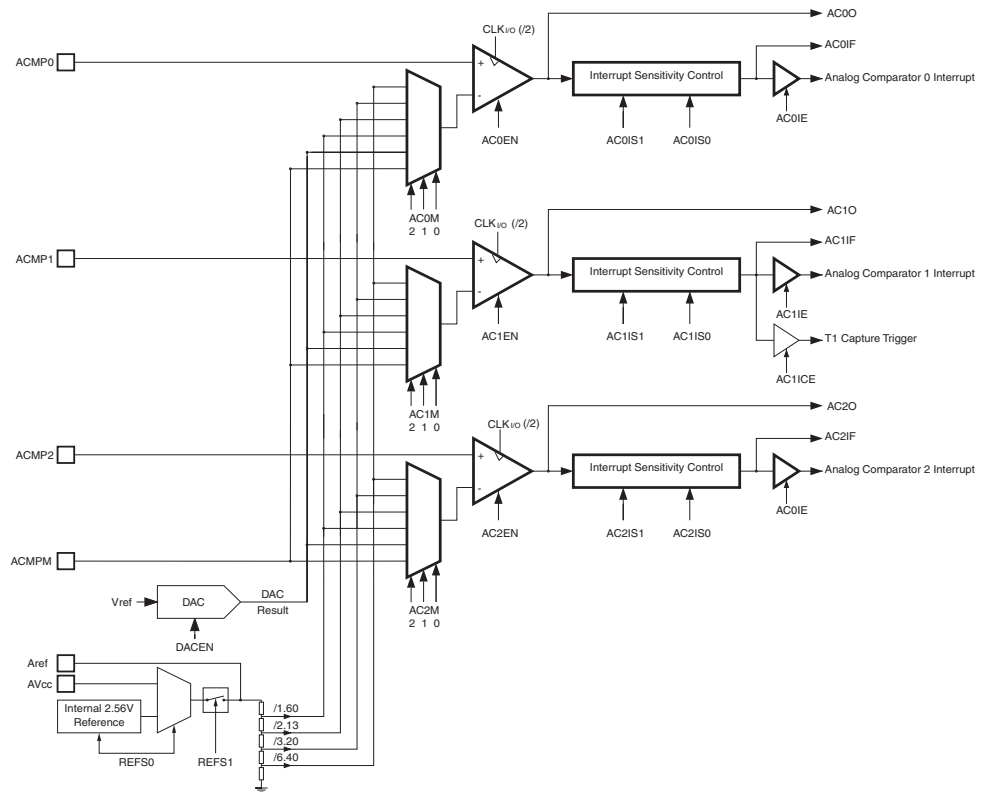 AC0O
CLKI/O (/2)
AC0IF
ACMP0
+
Interrupt Sensitivity Control
Analog Comparator 0 Interrupt
-
AC0IE
AC0EN
AC0IS1
AC0IS0
AC0M
2 1 0
AC1O
CLKI/O (/2)
AC1IF
ACMP1
+
Interrupt Sensitivity Control
Analog Comparator 1 Interrupt
-
AC1IE
AC1EN
AC1IS1
AC1IS0
T1 Capture Trigger
AC1ICE
AC1M
2 1 0
AC2O
CLKI/O (/2)
AC2IF
ACMP2
+
Interrupt Sensitivity Control
Analog Comparator 2 Interrupt
-
AC0IE
AC2EN
AC2IS1
AC2IS0
ACMPM
Vref
DAC
DAC
Result
AC2M
2 1 0
DACEN
Aref
AVcc
Internal 2.56V
Reference
/1.60
/2.13
/3.20
/6.40
REFS0
REFS1